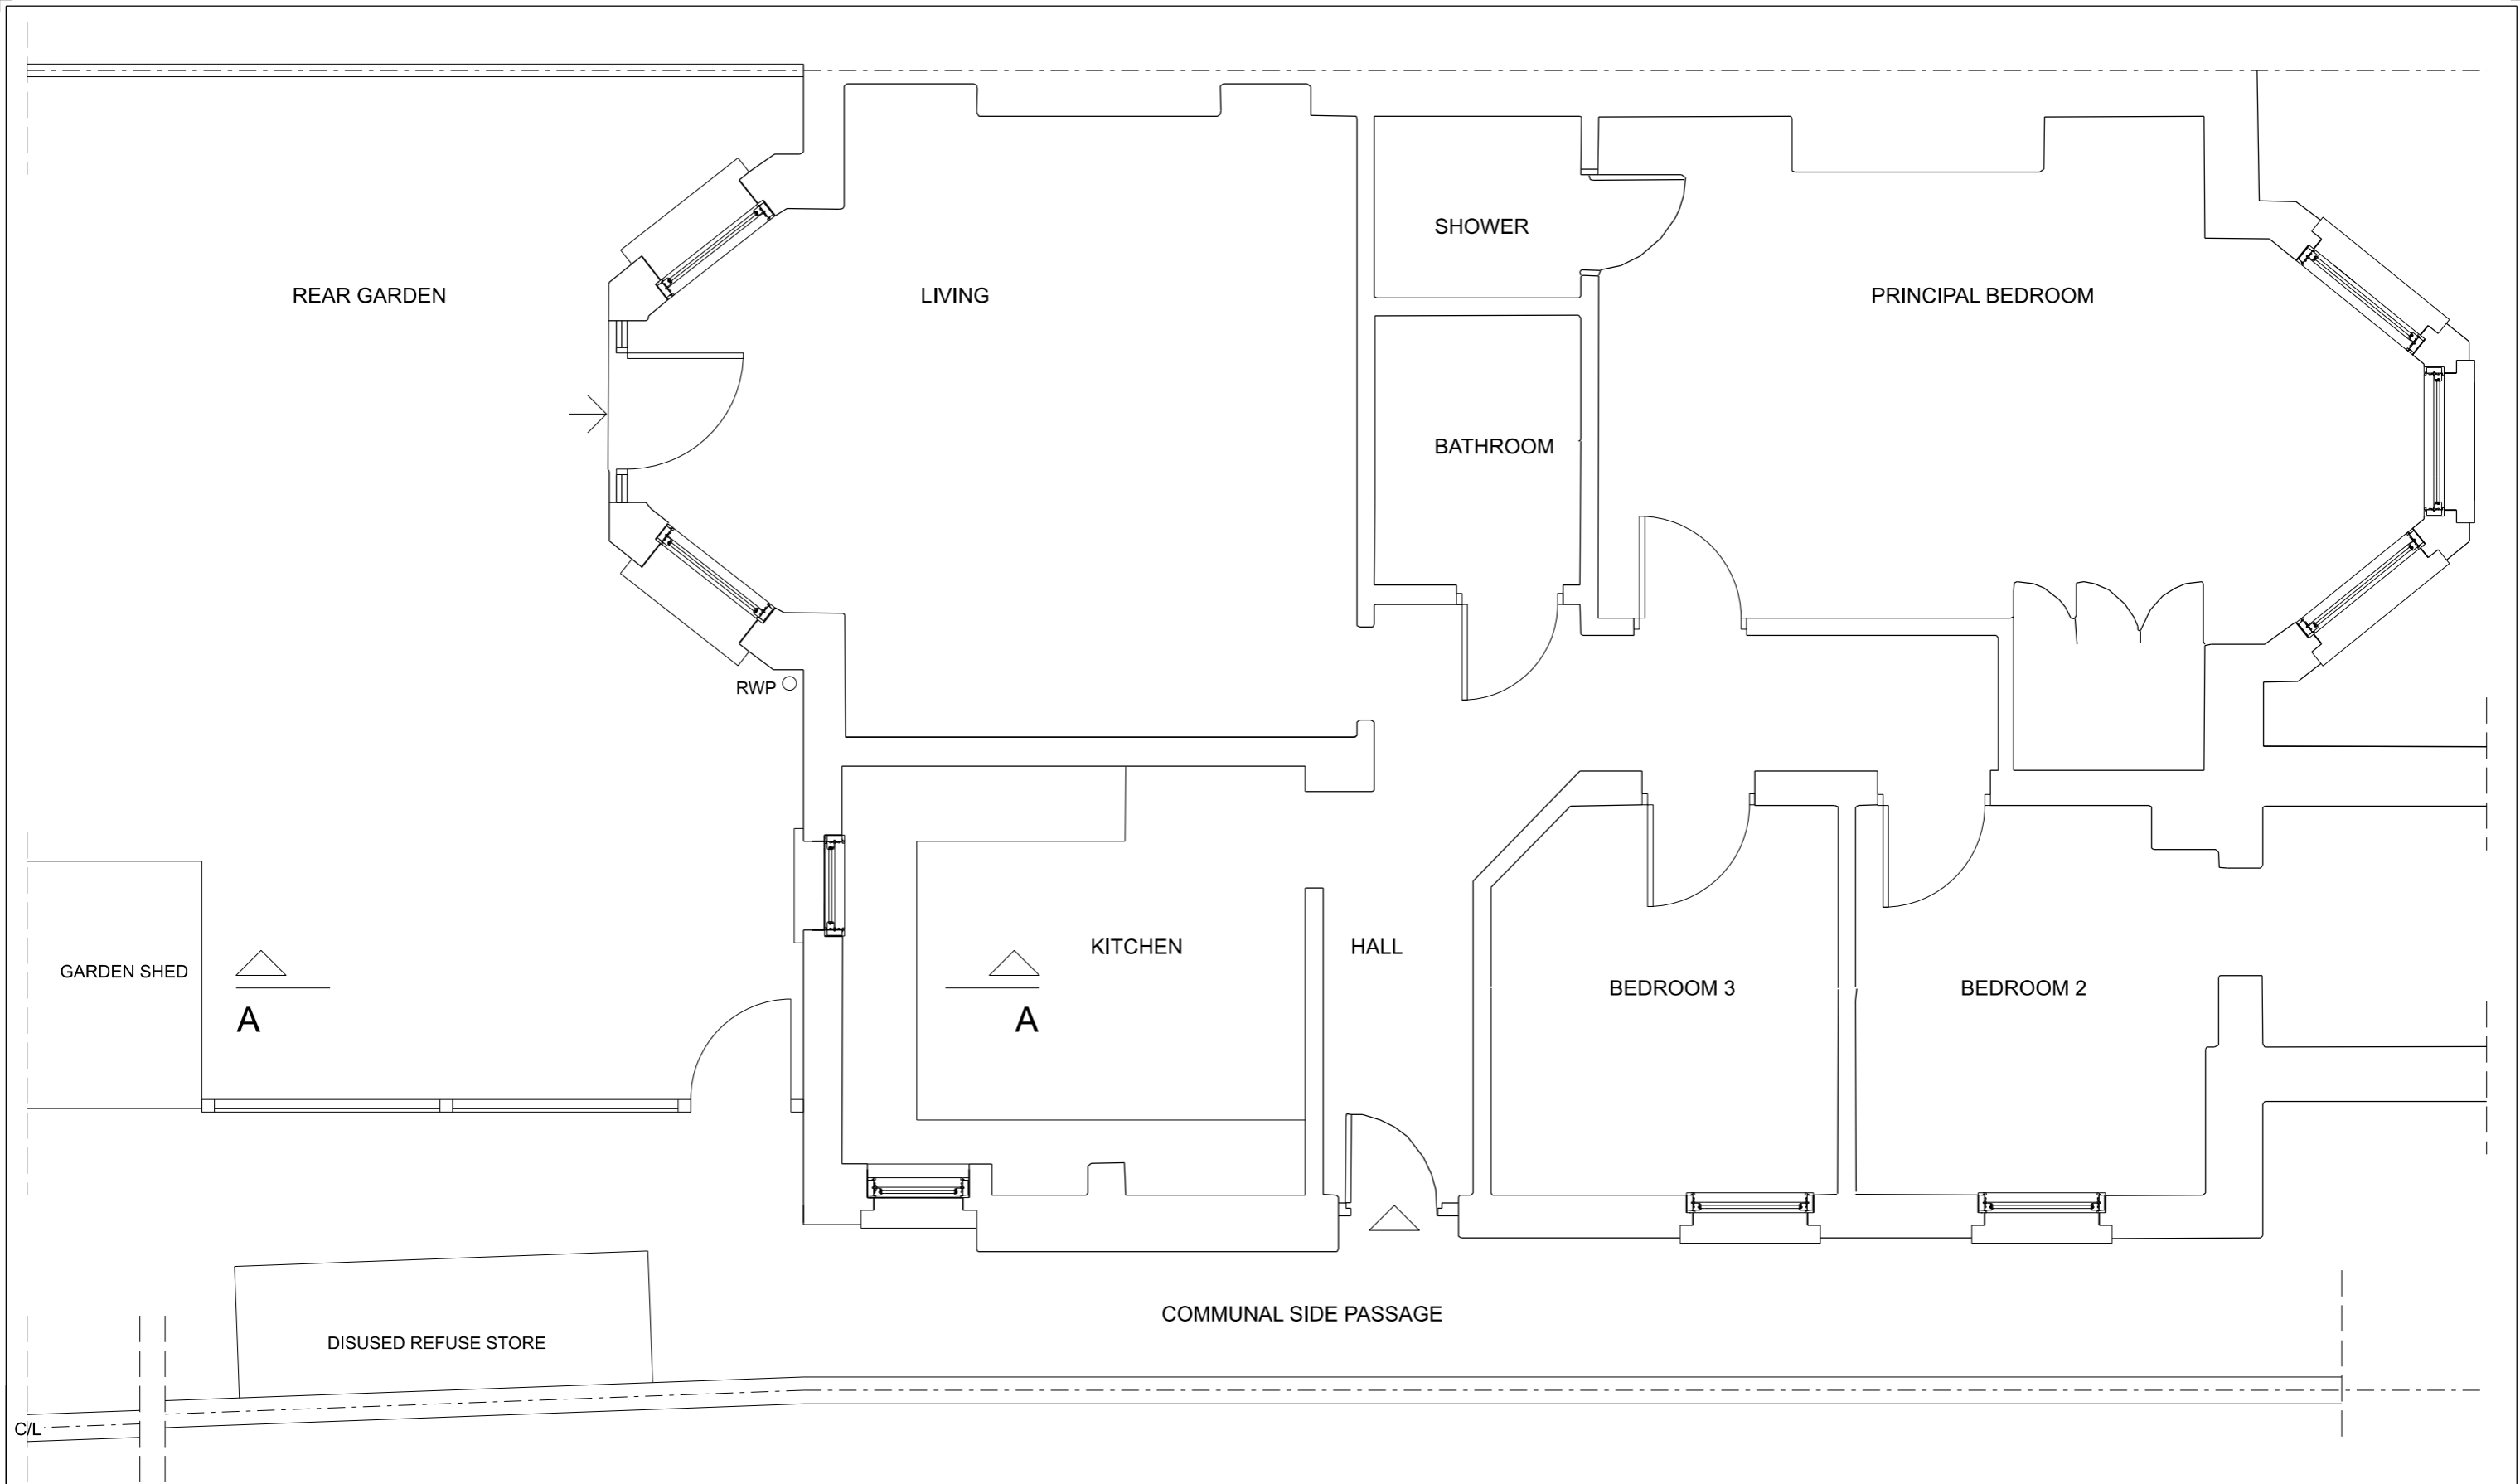 SHOWER
REAR GARDEN
LIVING
PRINCIPAL BEDROOM
BATHROOM
RWP
KITCHEN
HALL
GARDEN SHED
BEDROOM 3
BEDROOM 2
A
A
COMMUNAL SIDE PASSAGE
DISUSED REFUSE STORE
C/L